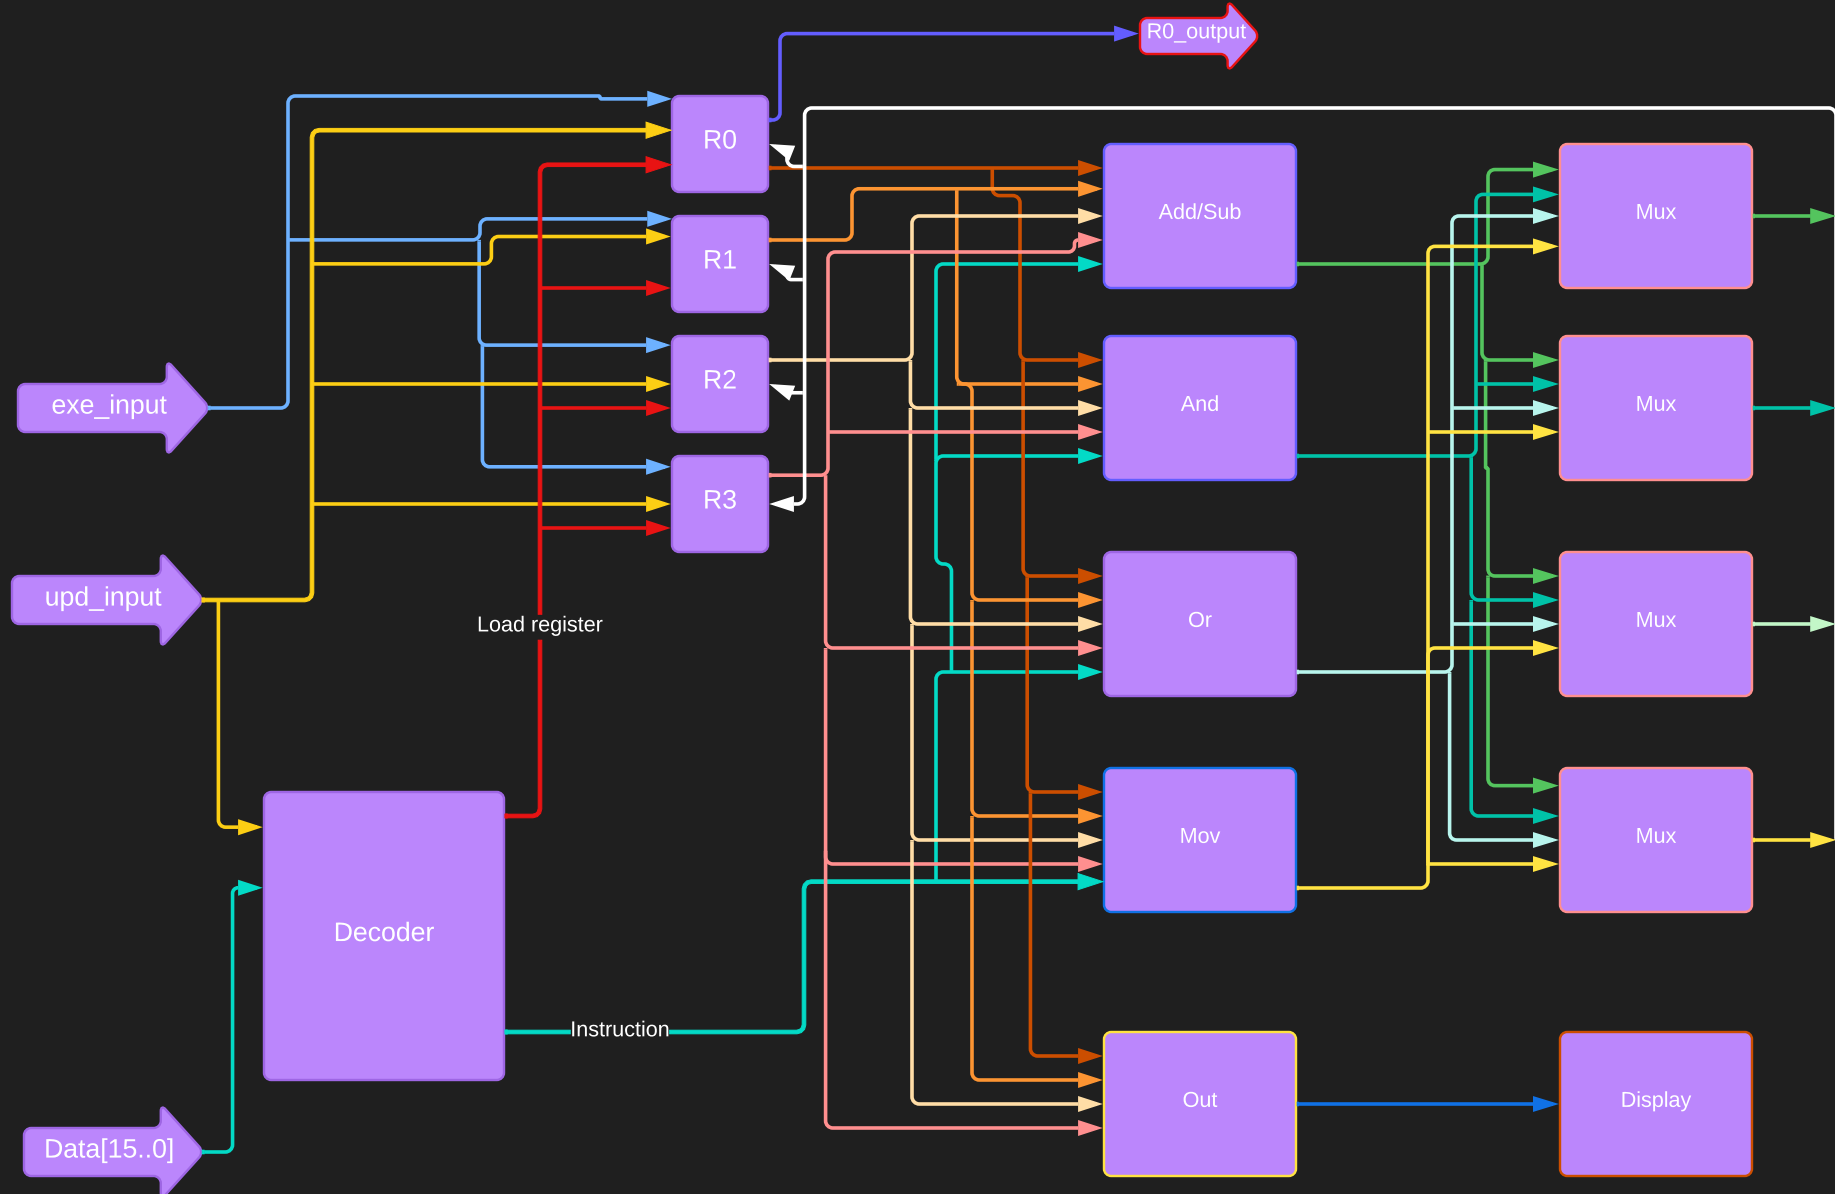 R0_output
R0
Add/Sub
Mux
R1
R2
And
Mux
exe_input
R3
upd_input
Load register
Or
Mux
Mov
Mux
Decoder
Instruction
Out
Display
Data[15..0]